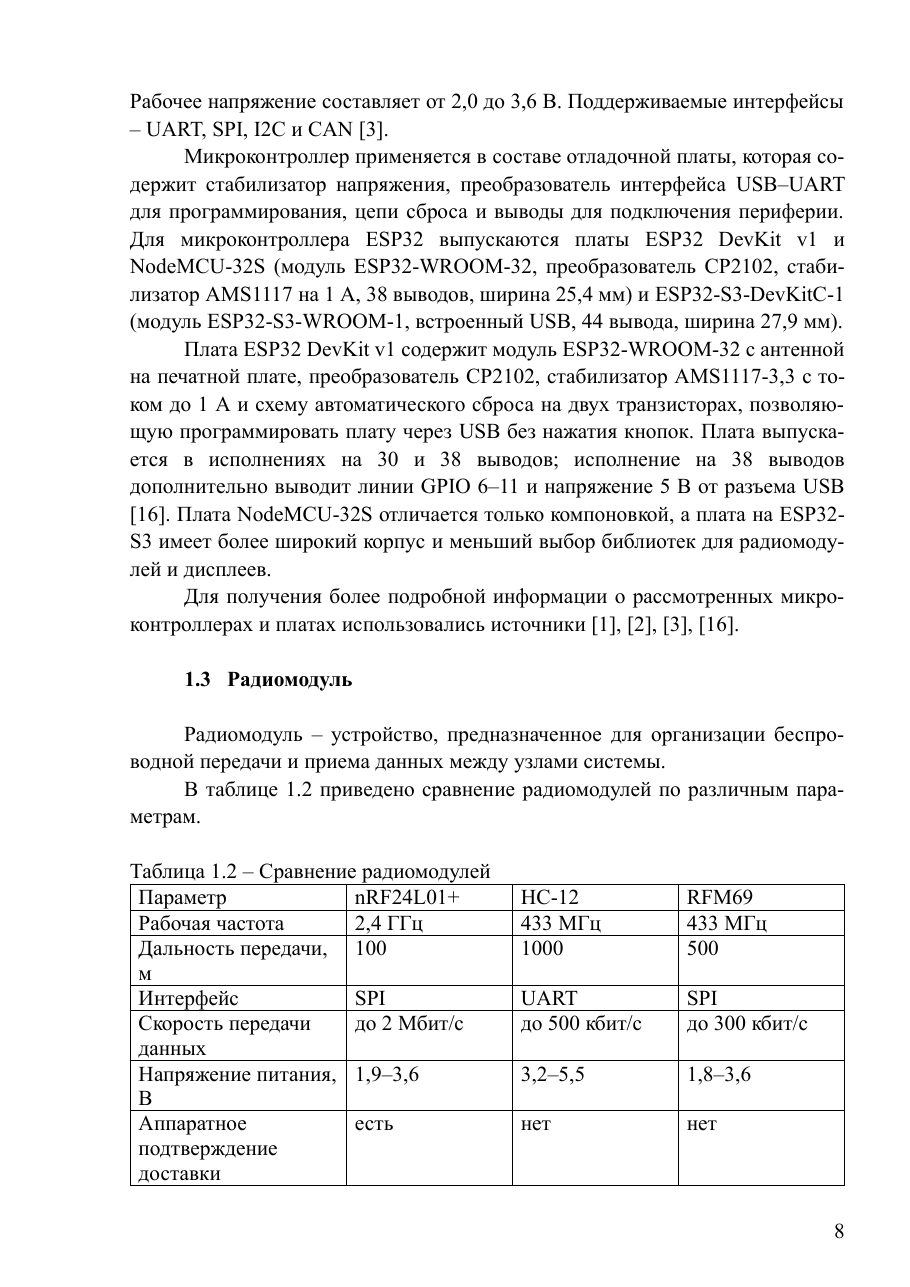 Рабочее напряжение составляет от 2,0 до 3,6 В. Поддерживаемые интерфейсы
– UART, SPI, I2C и CAN [3].
Микроконтроллер применяется в составе отладочной платы, которая со-
держит стабилизатор напряжения, преобразователь интерфейса USB–UART
для программирования, цепи сброса и выводы для подключения периферии.
Для микроконтроллера ESP32 выпускаются платы ESP32 DevKit v1 и
NodeMCU-32S (модуль ESP32-WROOM-32, преобразователь CP2102, стаби-
лизатор AMS1117 на 1 А, 38 выводов, ширина 25,4 мм) и ESP32-S3-DevKitC-1
(модуль ESP32-S3-WROOM-1, встроенный USB, 44 вывода, ширина 27,9 мм).
Плата ESP32 DevKit v1 содержит модуль ESP32-WROOM-32 с антенной
на печатной плате, преобразователь CP2102, стабилизатор AMS1117-3,3 с то-
ком до 1 А и схему автоматического сброса на двух транзисторах, позволяю-
щую программировать плату через USB без нажатия кнопок. Плата выпуска-
ется в исполнениях на 30 и 38 выводов; исполнение на 38 выводов
дополнительно выводит линии GPIO 6–11 и напряжение 5 В от разъема USB
[16]. Плата NodeMCU-32S отличается только компоновкой, а плата на ESP32-
S3 имеет более широкий корпус и меньший выбор библиотек для радиомоду-
лей и дисплеев.
Для получения более подробной информации о рассмотренных микро-
контроллерах и платах использовались источники [1], [2], [3], [16].
1.3 Радиомодуль
Радиомодуль – устройство, предназначенное для организации беспро-
водной передачи и приема данных между узлами системы.
В таблице 1.2 приведено сравнение радиомодулей по различным пара-
метрам.
Таблица 1.2 – Сравнение радиомодулей
Параметр nRF24L01+ HC-12 RFM69
Рабочая частота 2,4 ГГц 433 МГц 433 МГц
Дальность передачи, 100 1000 500
м
Интерфейс SPI UART SPI
Скорость передачи до 2 Мбит/с до 500 кбит/с до 300 кбит/с
данных
Напряжение питания, 1,9–3,6 3,2–5,5 1,8–3,6
В
Аппаратное есть нет нет
подтверждение
доставки
8